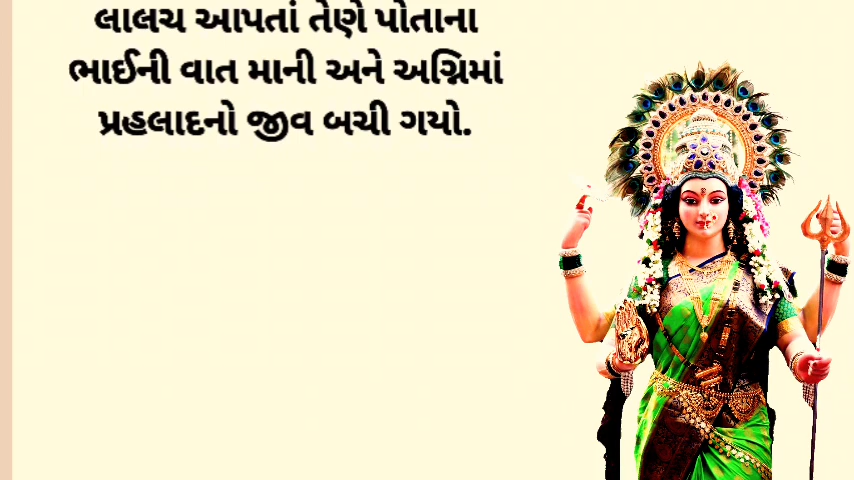 લાલચ આપતાં તેણે પોતાના
ભાઈની વાત માની અને અગ્નિમાં
પ્રહલાદનો જીવ બચી ગયો.